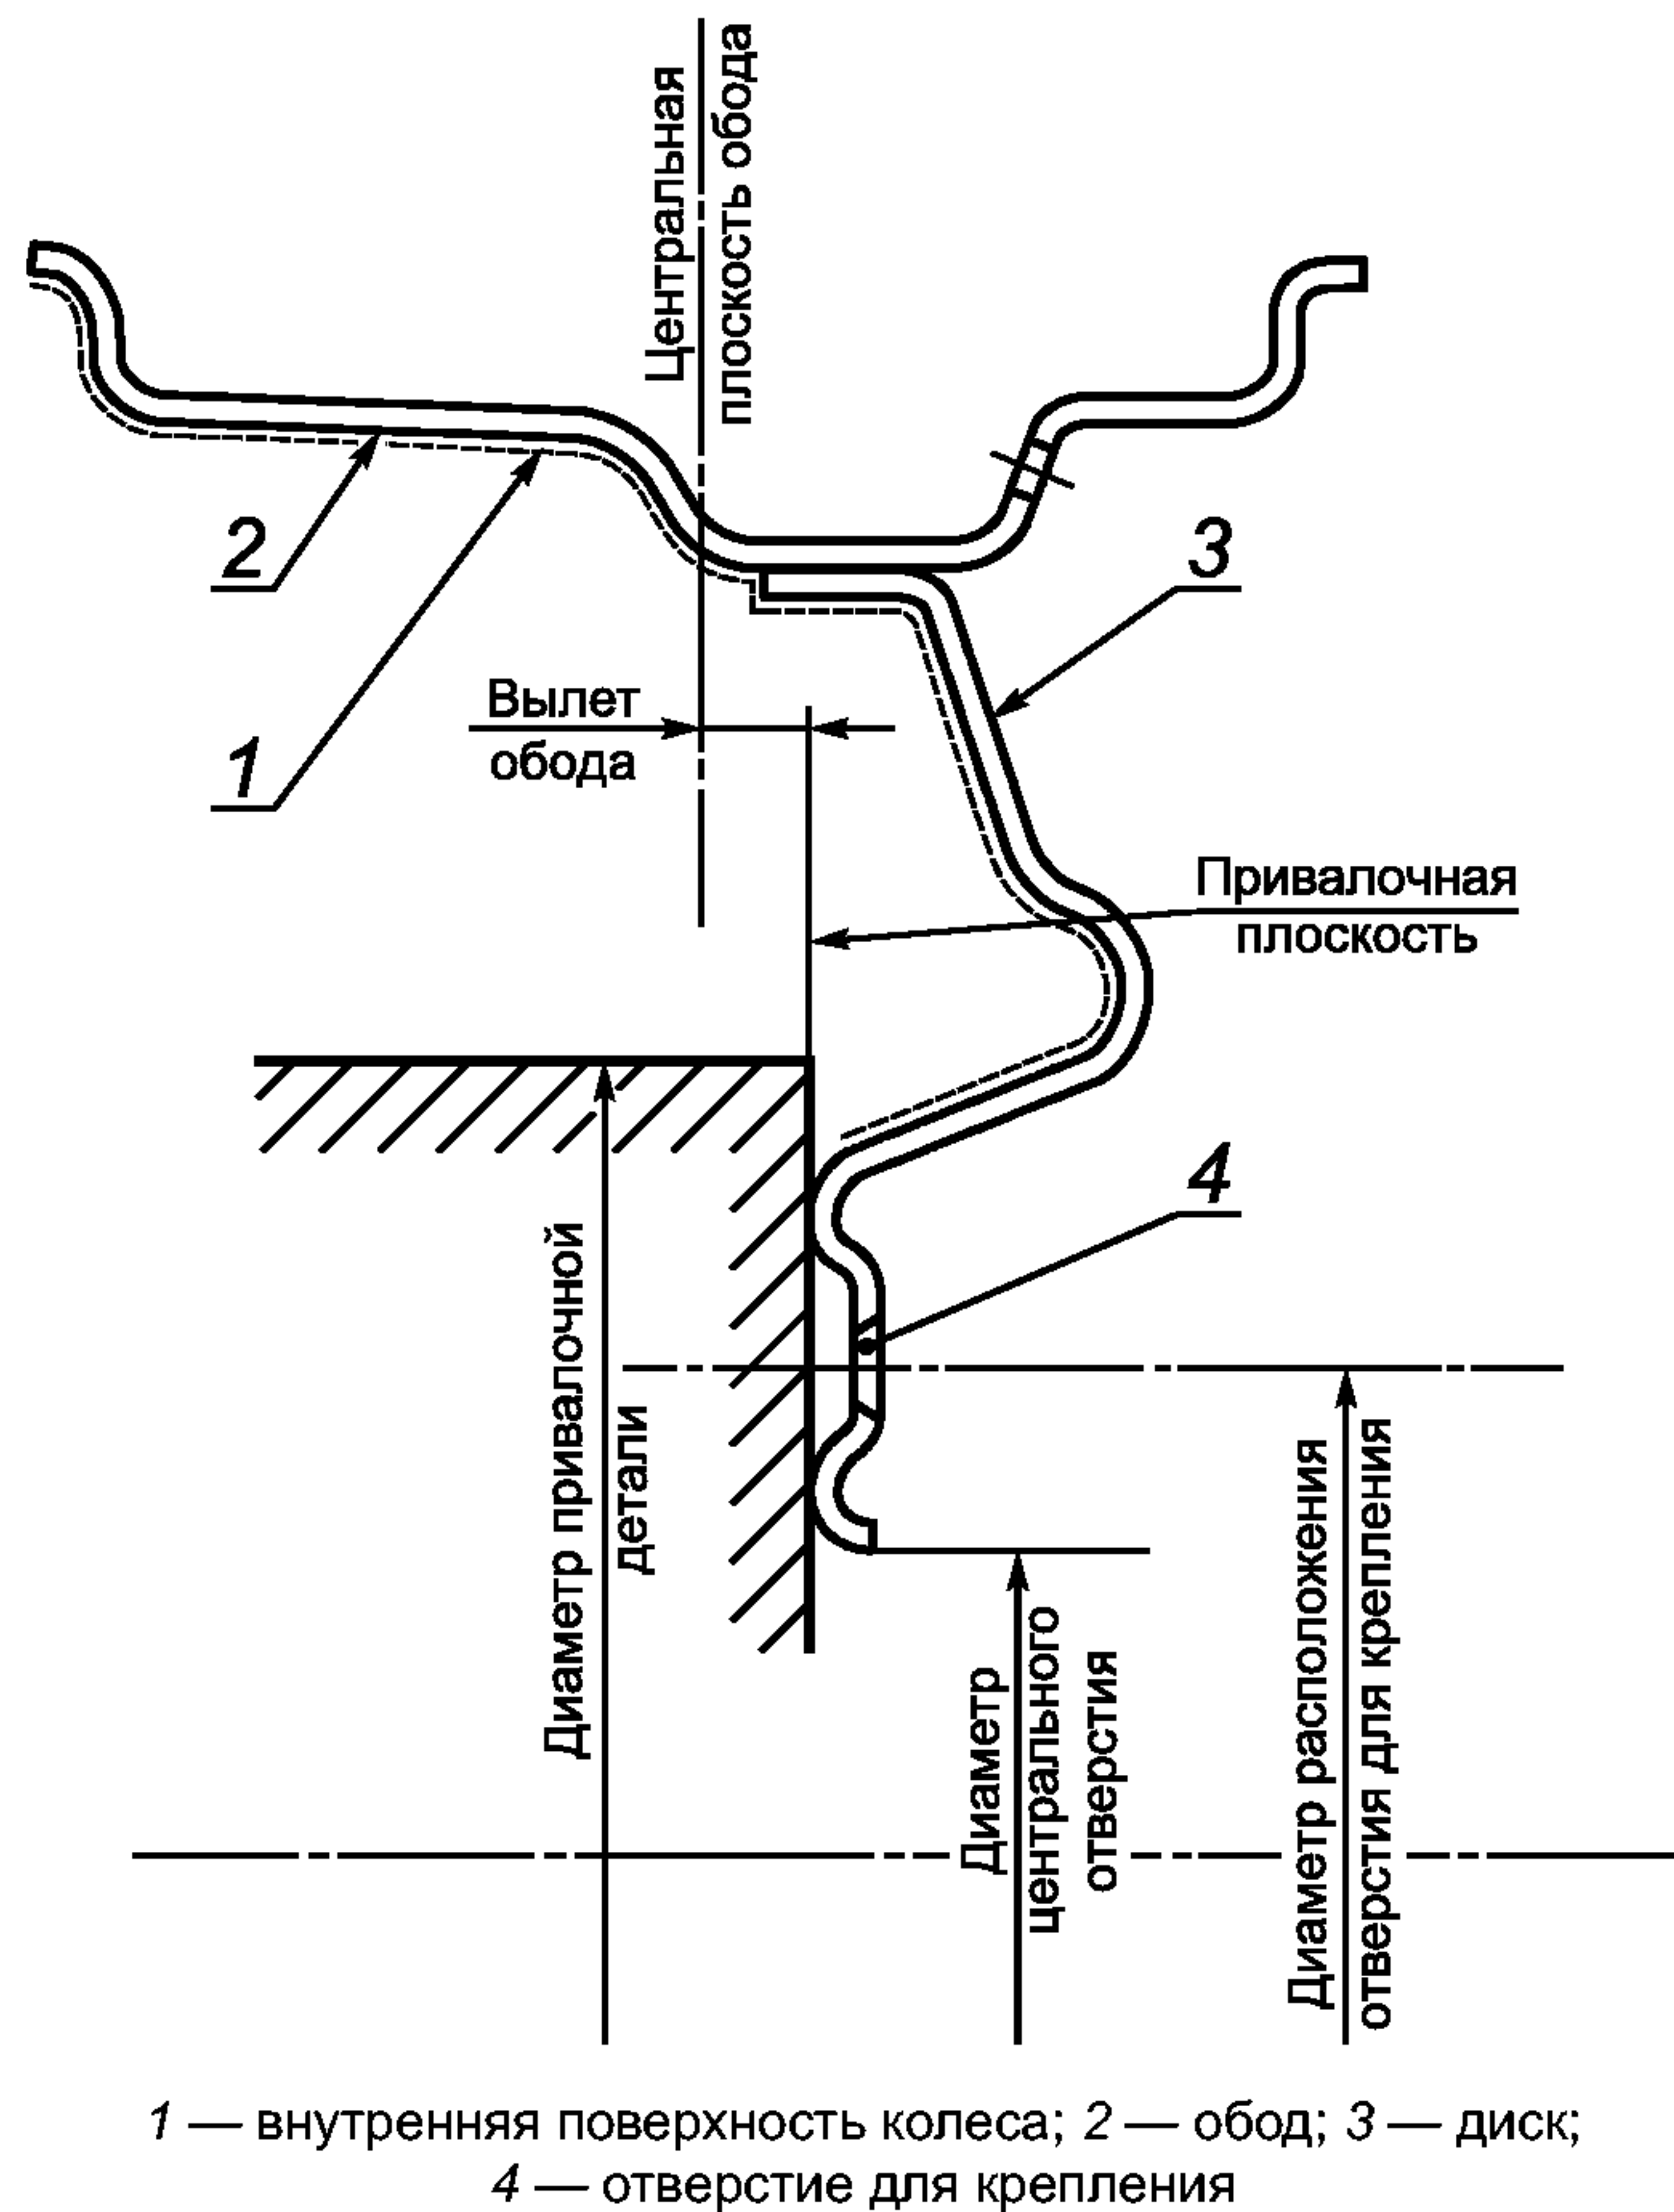 Центральная
плоскость обода
2
3
1
Вылет
обода
Привалочная
плоскость
4
Диаметр привалочной
детали
Диаметр
центрального
отверстия
Диаметр расположения
отверстия для крепления
1 — внутренняя поверхность колеса; 2 — обод; 3 — диск;
4 — отверстие для крепления